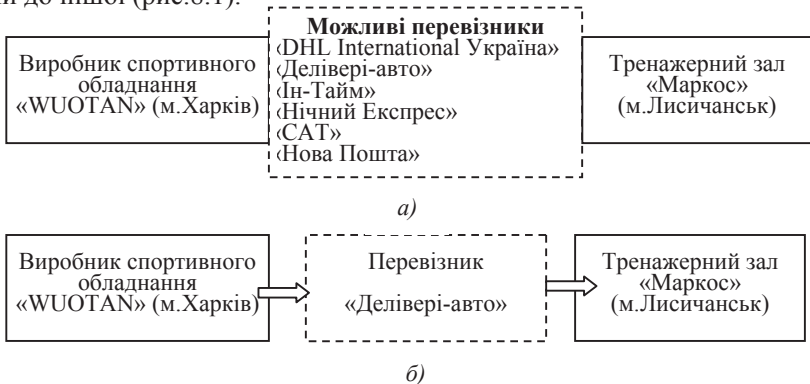 до іншої (рис.8.1).
Можливі перевізники
Виробник спортивного
обладнання
«WUOTAN» (м.Харків)
‹DHL International Україна»
‹Делівері-авто»
‹Ін-Тайм»
‹Нічний Експрес»
‹САТ»
‹Нова Пошта»
Тренажерний зал
«Маркос»
(м.Лисичанськ)
а)
Виробник спортивного
обладнання
«WUOTAN» (м.Харків)
Перевізник
«Делівері-авто»
Тренажерний зал
«Маркос»
(м.Лисичанськ)
б)